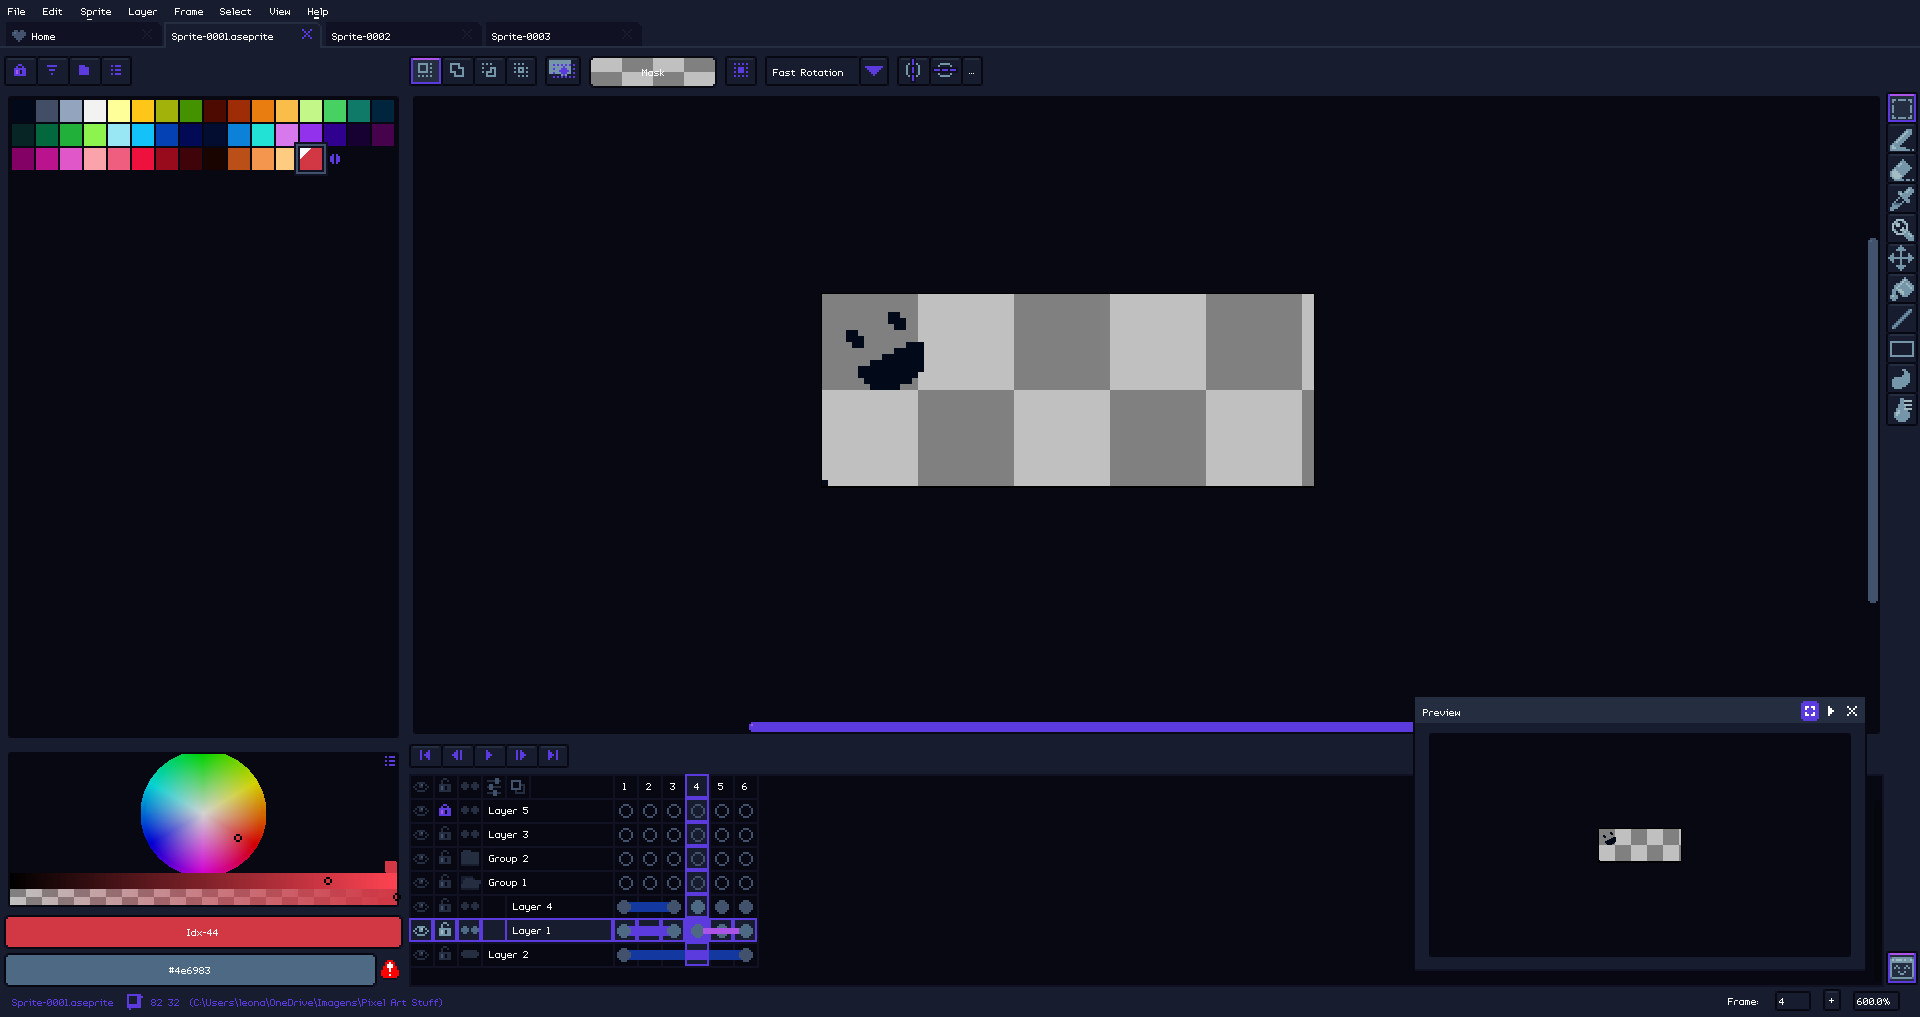 File Edit Sprite Layer Frame Select View Help
Home Sprite-0001.aseprite Sprite-0002 Sprite-0003
Mask Fast Rotation ...
Preview
1 2 3 4 5 6
Layer 5
Layer 3
Group 2
Group 1
Layer 4
Layer 1
Layer 2
Idx-44
#4e6983
Sprite-0001.aseprite 82 32 (C:\Users\leona\OneDrive\Imagens\Pixel Art Stuff) Frame: 4 + 600.0%